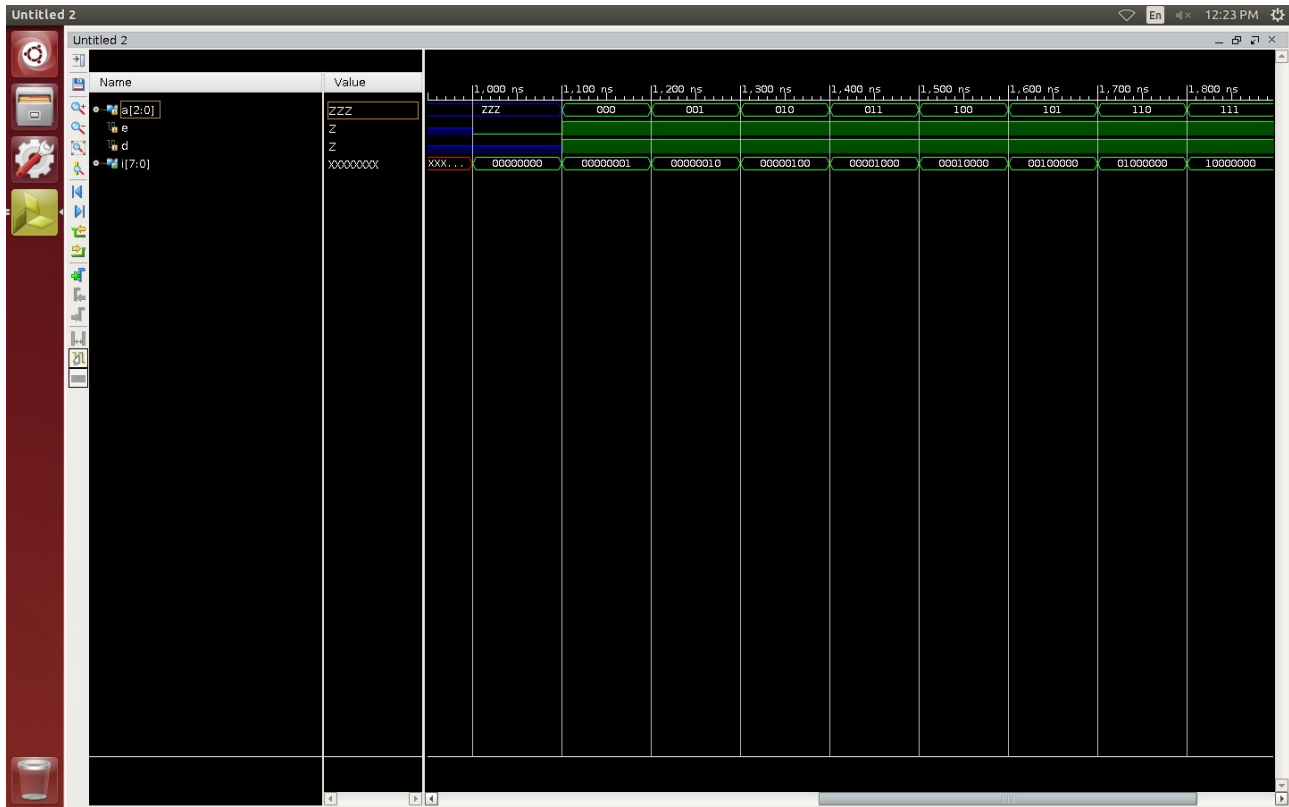 Untitled 2
En 12:23 PM
Untitled 2
Name Value
1,000 ns 1,100 ns 1,200 ns 1,300 ns 1,400 ns 1,500 ns 1,600 ns 1,700 ns 1,800 ns
a[2:0] ZZZ ZZZ 000 001 010 011 100 101 110 111
e Z
d Z
i[7:0] XXXXXXXX XXX... 00000000 00000001 00000010 00000100 00001000 00010000 00100000 01000000 10000000